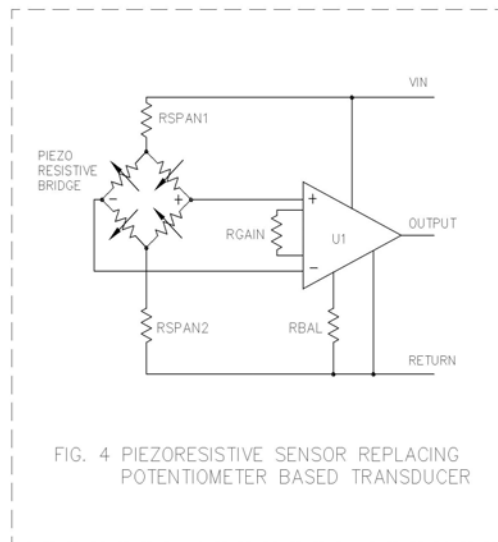 VIN
RSPAN1
PIEZO
RESISTIVE
BRIDGE
-
+
+
RGAIN
U1
OUTPUT
-
RSPAN2
RBAL
RETURN
FIG. 4 PIEZORESISTIVE SENSOR REPLACING
POTENTIOMETER BASED TRANSDUCER